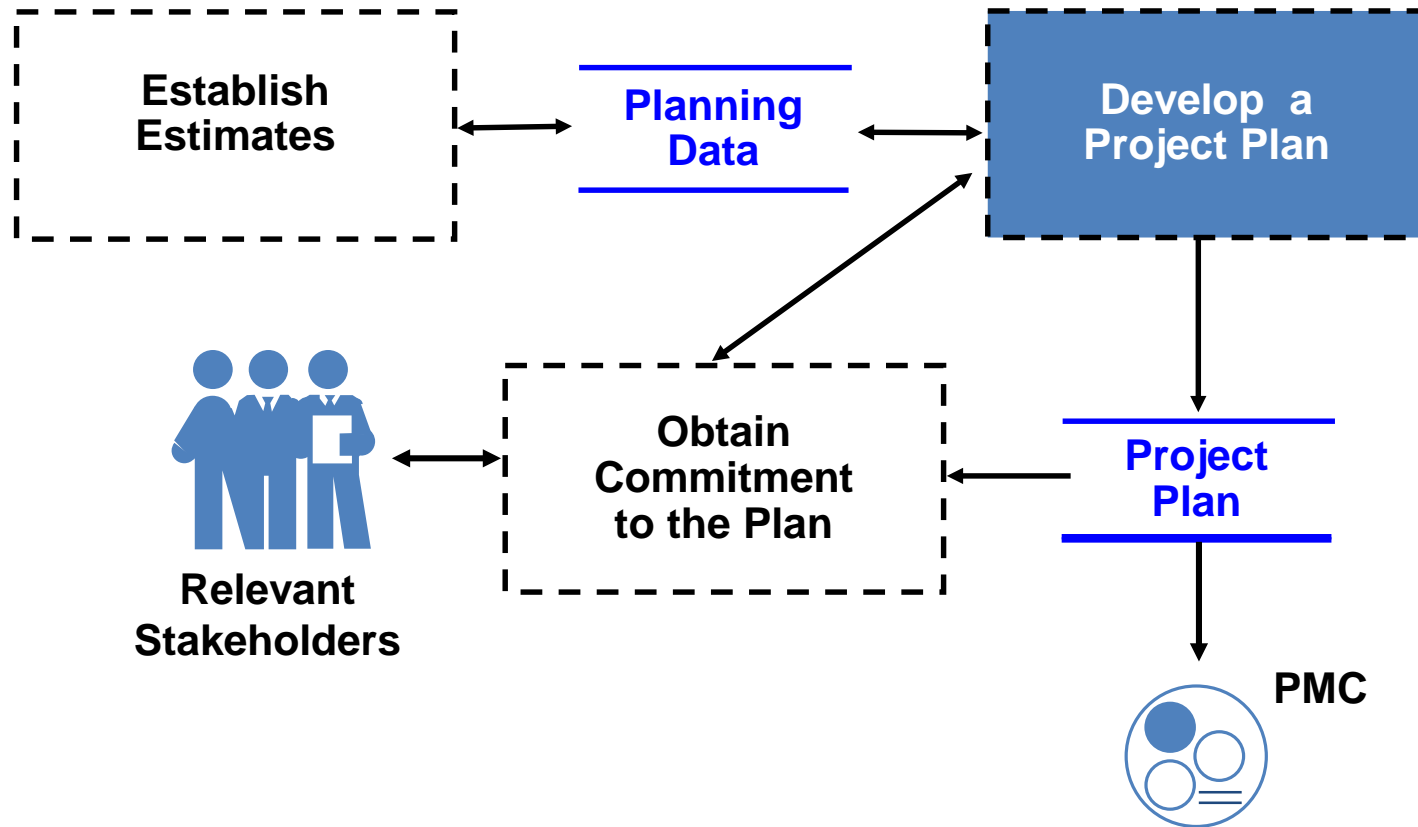 Establish
Estimates
Planning
Data
Develop a
Project Plan
Obtain
Commitment
to the Plan
Project
Plan
Relevant
Stakeholders
PMC